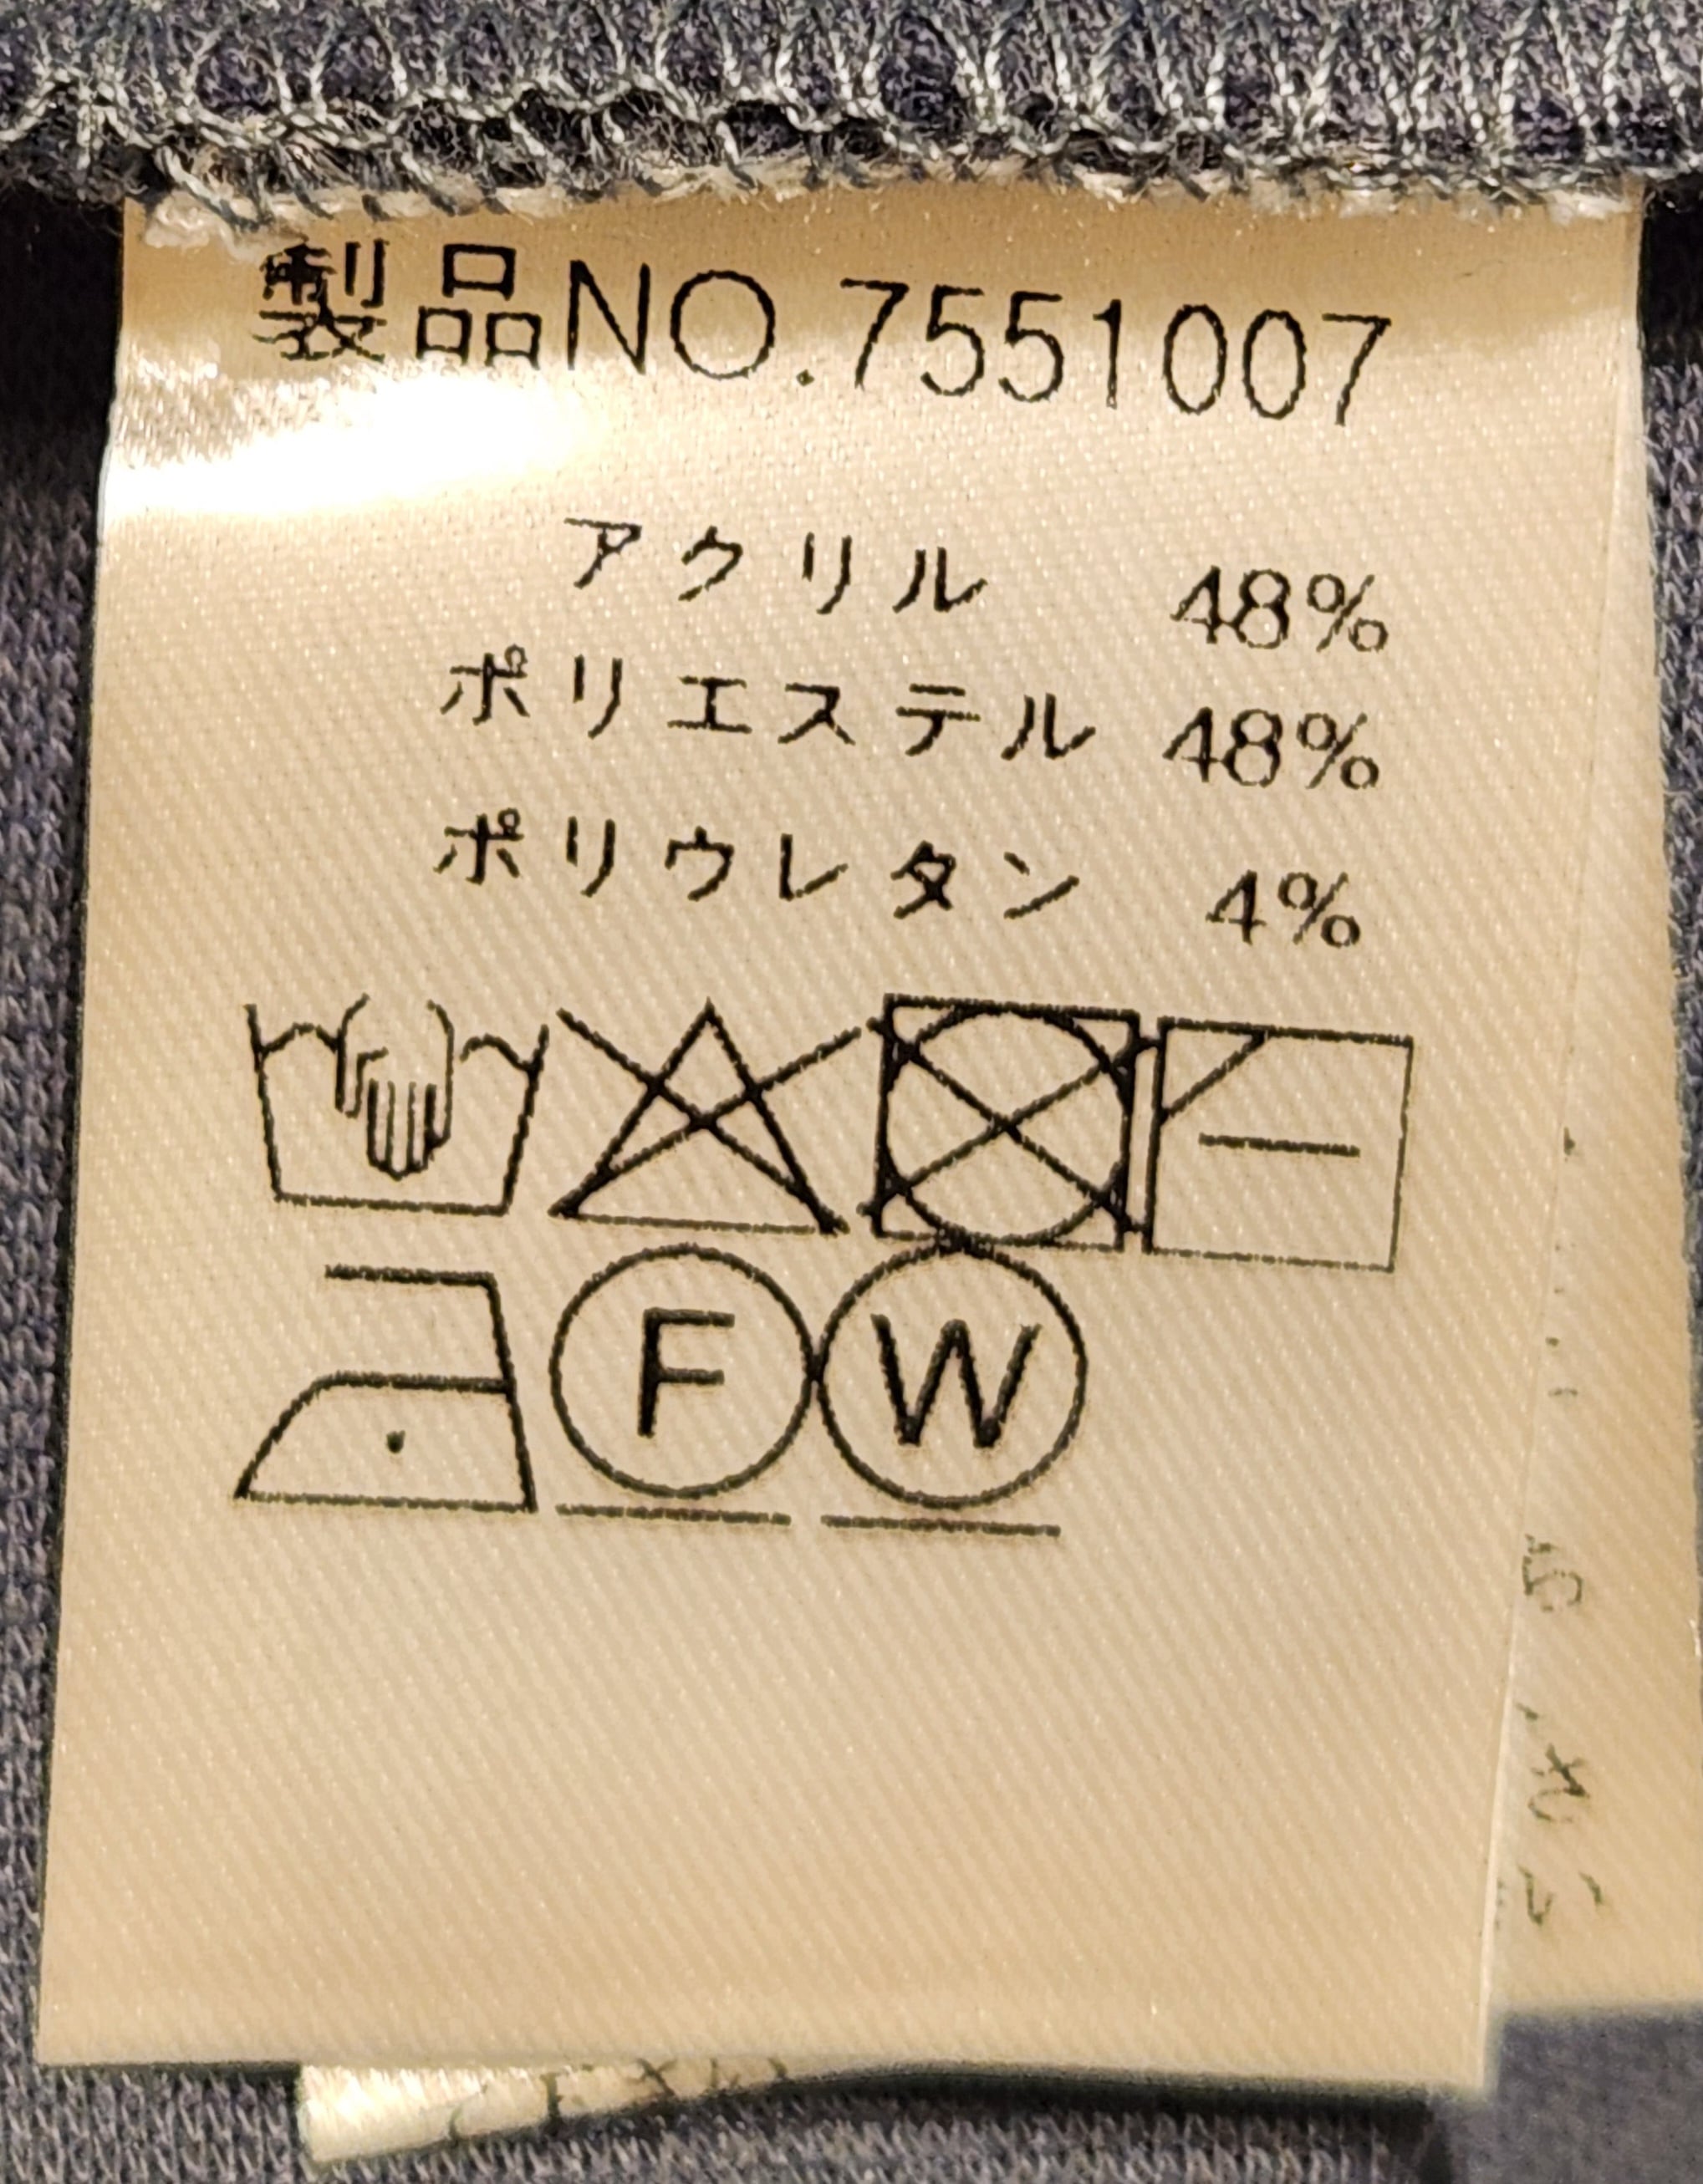 製品NO.7551007
アクリル 48%
ポリエステル 48%
ポリウレタン 4%
F W